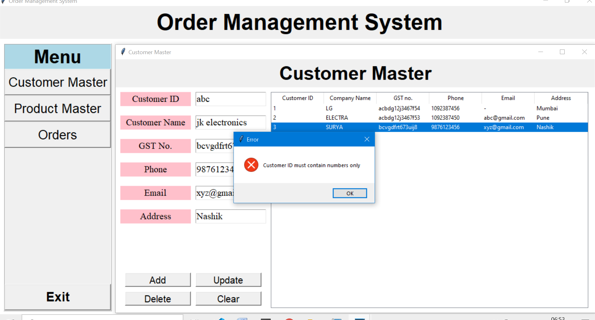 Order Management System
Order Management System
Menu
Customer Master
Product Master
Orders
Exit
Customer Master
Customer Master
Customer ID abc
Customer Name jk electronics
GST No. bcvgdfrt67
Phone 98761234
Email xyz@gma
Address Nashik
Add Update
Delete Clear
Customer ID Company Name GST no. Phone Email Address
1 LG acbdg12j3467f54 1092387456 - Mumbai
2 ELECTRA acbdg12j3467f53 1092387450 abc@gmail.com Pune
3 SURYA bcvgdfrt673uij8 9876123456 xyz@gmail.com Nashik
Error
Customer ID must contain numbers only
OK
06:53